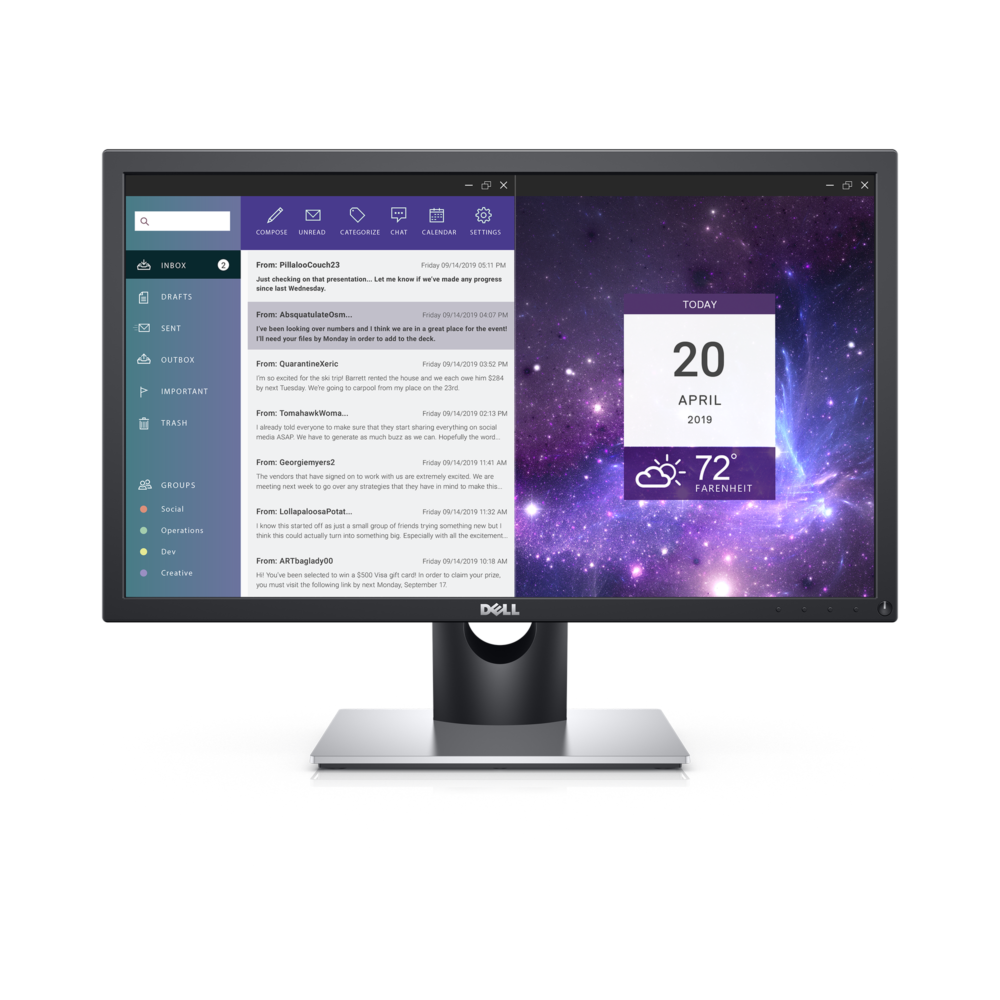 INBOX
2
DRAFTS
SENT
OUTBOX
IMPORTANT
TRASH
GROUPS
Social
Operations
Dev
Creative
COMPOSE
UNREAD
CATEGORIZE
CHAT
CALENDAR
SETTINGS
From: PillalooCouch23
Friday 09/14/2019 05:11 PM
Just checking on that presentation... Let me know if we've made any progress
since last Wednesday.
From: AbsquatulateOsm...
Friday 09/14/2019 04:07 PM
I've been looking over numbers and I think we are in a great place for the event!
I'll need your files by Monday in order to add to the deck.
From: QuarantineXeric
Friday 09/14/2019 03:52 PM
I'm so excited for the ski trip! Barrett rented the house and we each owe him $284
by next Tuesday. We're going to carpool from my place on the 23rd.
From: TomahawkWoma...
Friday 09/14/2019 02:13 PM
I already told everyone to make sure that they start sharing everything on social
media ASAP. We have to generate as much buzz as we can. Hopefully the word...
From: Georgiemyers2
Friday 09/14/2019 11:41 AM
The vendors that have signed on to work with us are extremely excited. We are
meeting next week to go over any strategies that they have in mind to make this...
From: LollapaloosaPotat...
Friday 09/14/2019 11:32 AM
I know this started off as just a small group of friends trying something new but I
think this could actually turn into something big. Especially with all the excitement...
From: ARTbaglady00
Friday 09/14/2019 10:18 AM
Hi! You've been selected to win a $500 Visa gift card! In order to claim your prize,
you must visit the following link by next Monday, September 17.
TODAY
20
APRIL
2019
72°
FARENHEIT
DELL